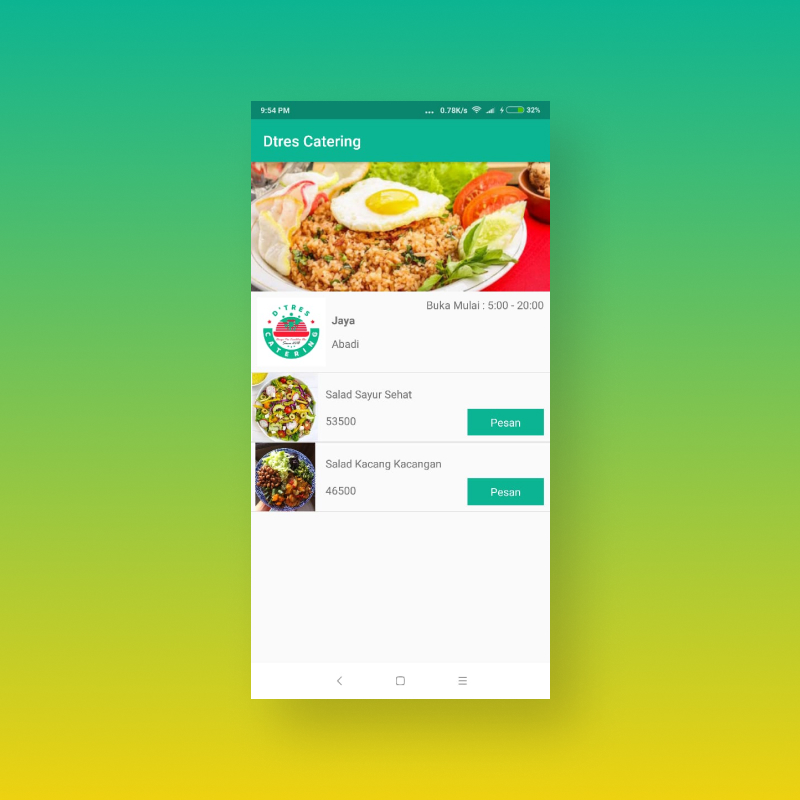 9:54 PM
... 0.78K/s
32%
Dtres Catering
Buka Mulai : 5:00 - 20:00
D'TRES
CATERING
Jaya
Abadi
Salad Sayur Sehat
53500
Pesan
Salad Kacang Kacangan
46500
Pesan